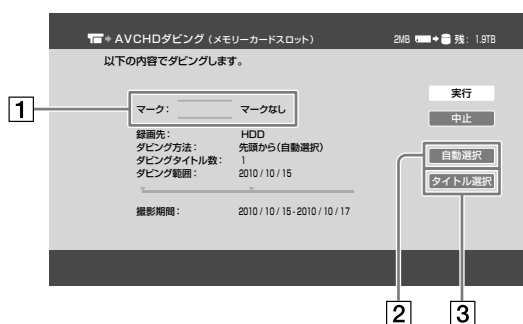 AVCHDダビング（メモリーカードスロット）
2MB 残：1.9TB
以下の内容でダビングします。
1
マーク： マークなし
実行
中止
録画先： HDD
ダビング方法： 先頭から(自動選択)
ダビングタイトル数： 1
ダビング範囲： 2010/10/15
自動選択
タイトル選択
撮影期間： 2010/10/15-2010/10/17
2
3